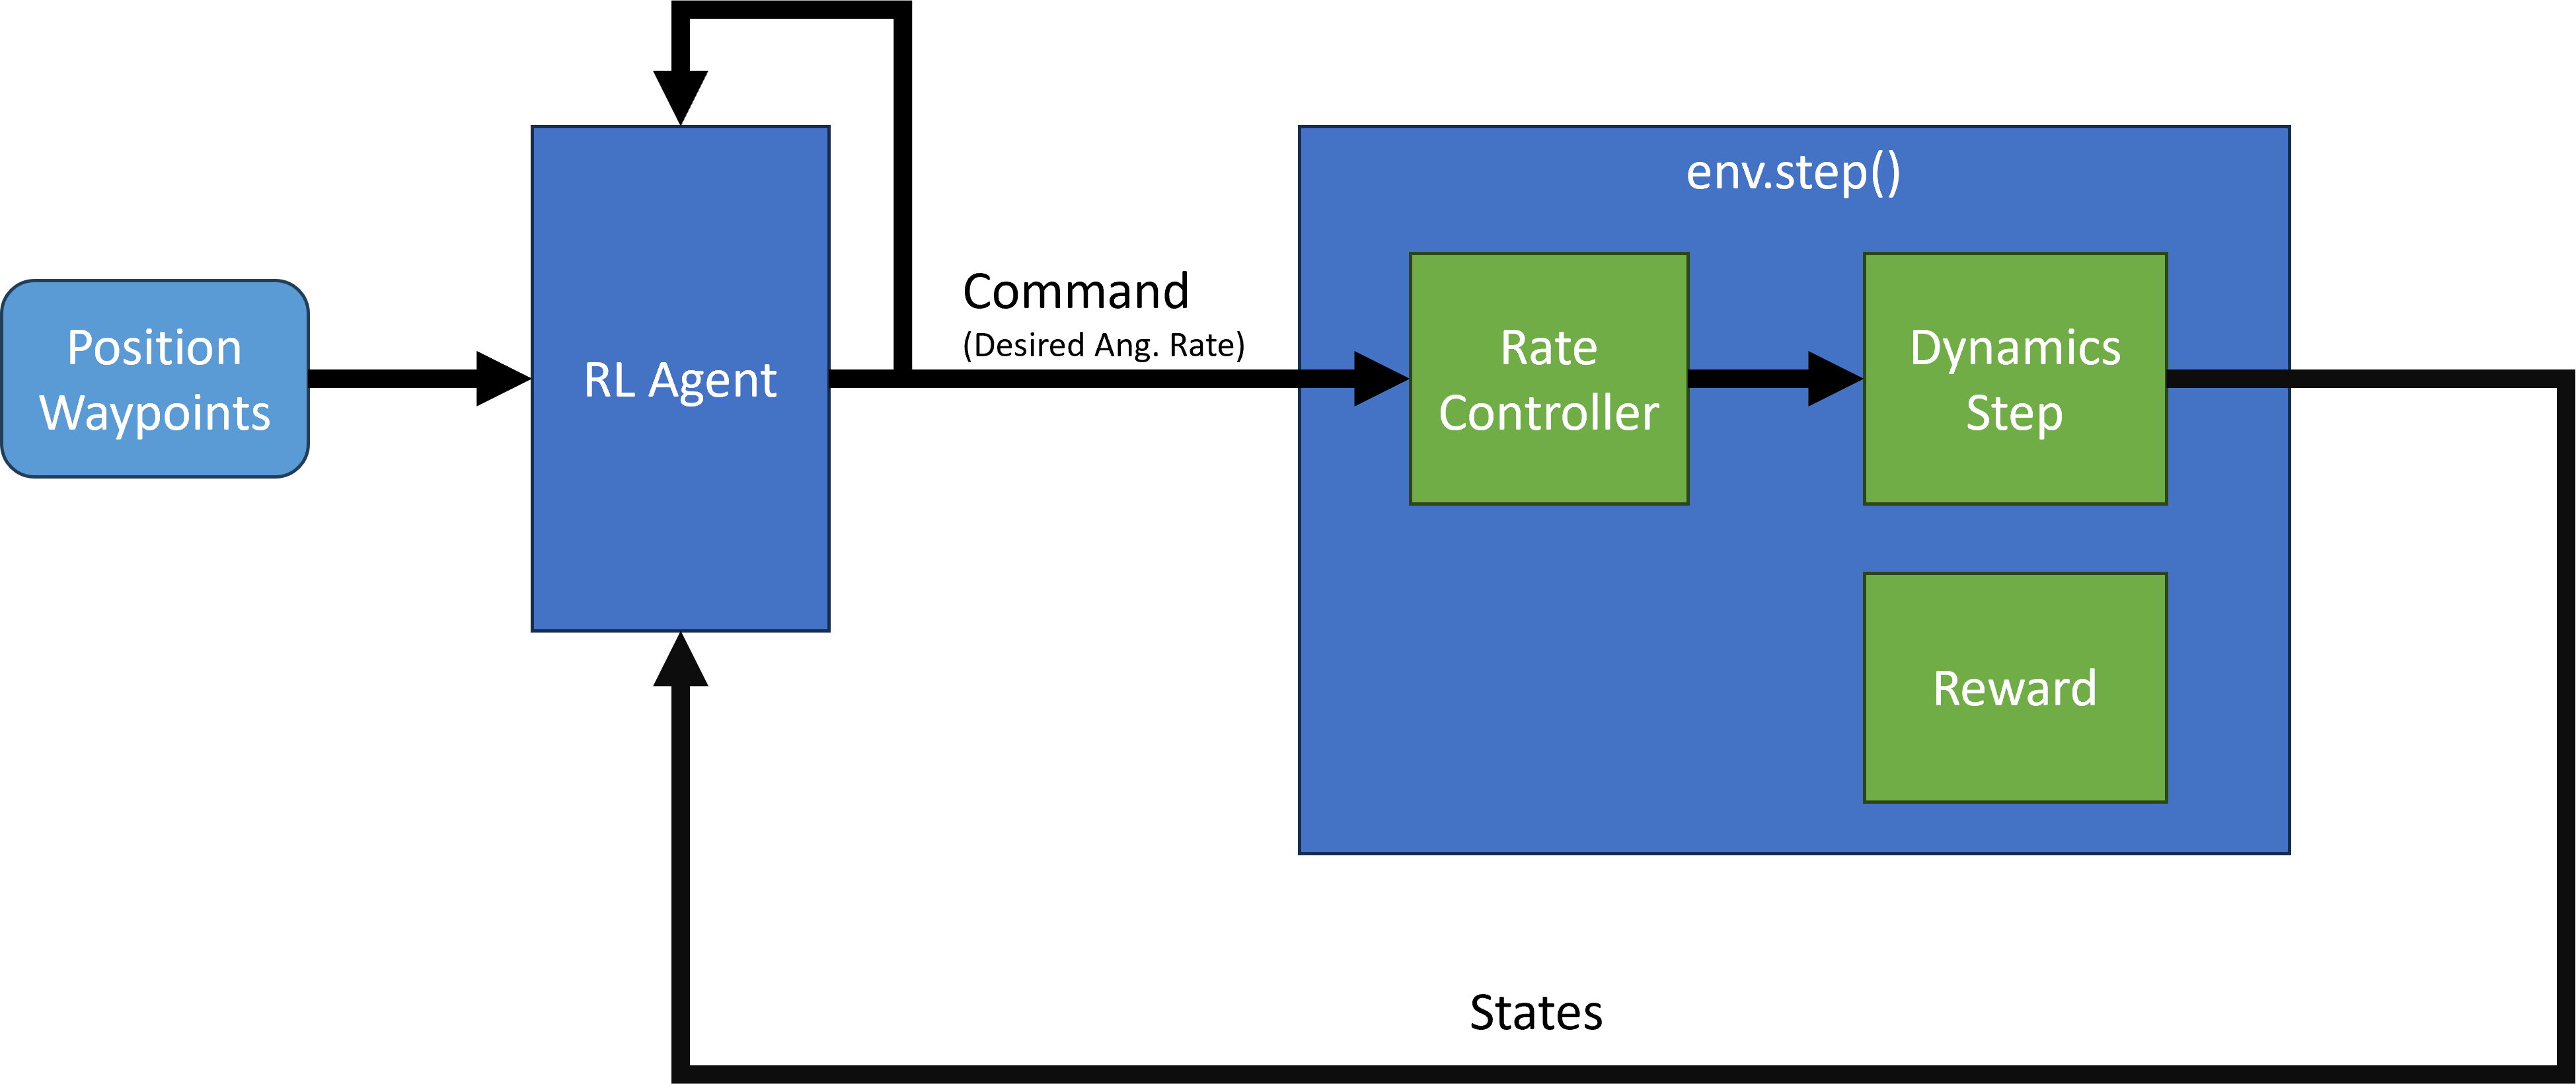 Position
Waypoints
RL Agent
Command
(Desired Ang. Rate)
env.step()
Rate
Controller
Dynamics
Step
Reward
States